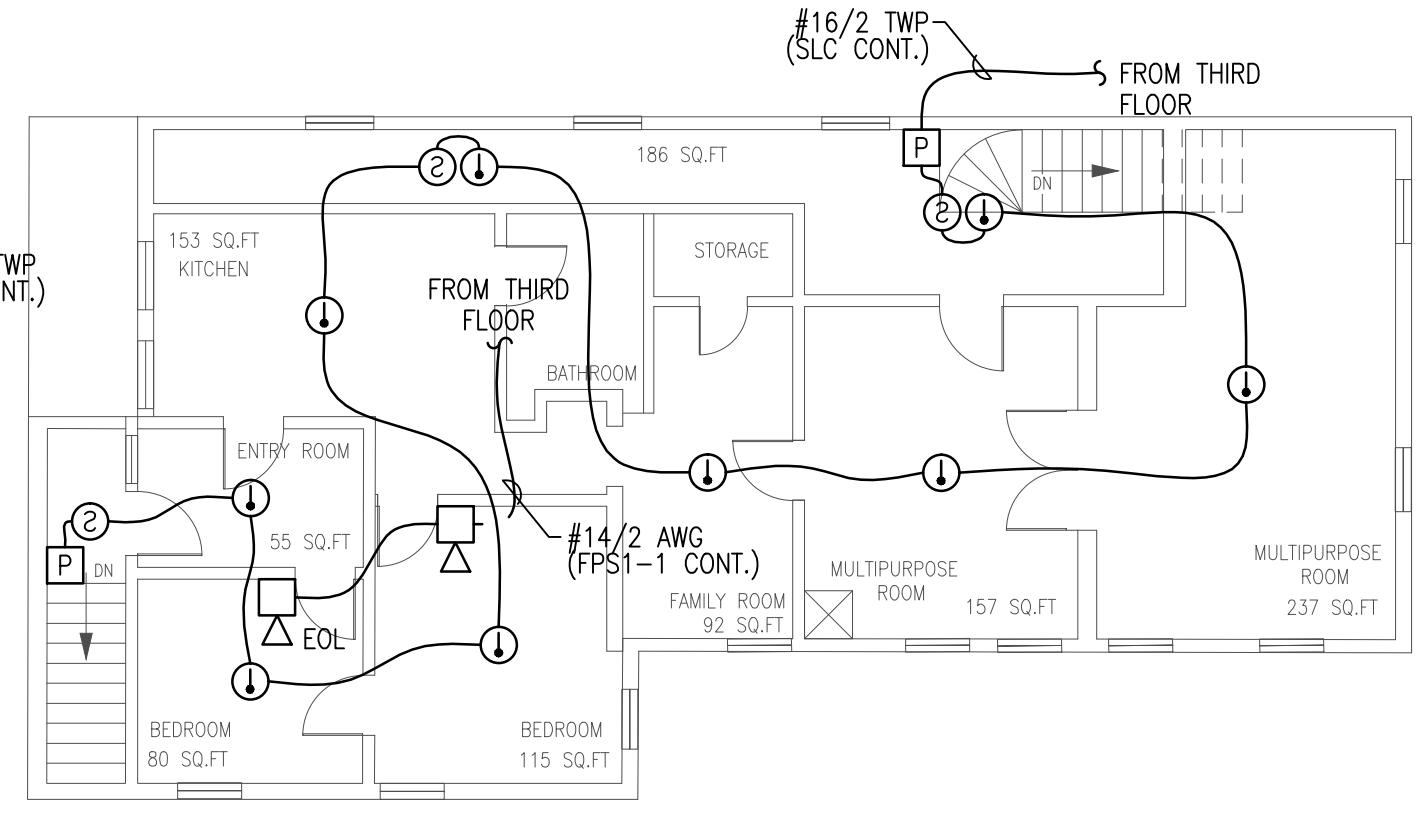 #16/2 TWP
(SLC CONT.)
FROM THIRD
FLOOR
P
186 SQ.FT
DN
S
S
153 SQ.FT
KITCHEN
STORAGE
TWP
NT.)
FROM THIRD
FLOOR
BATHROOM
ENTRY ROOM
S
55 SQ.FT
P
DN
#14/2 AWG
(FPS1-1 CONT.)
MULTIPURPOSE
ROOM
237 SQ.FT
MULTIPURPOSE
ROOM
157 SQ.FT
FAMILY ROOM
92 SQ.FT
EOL
BEDROOM
80 SQ.FT
BEDROOM
115 SQ.FT